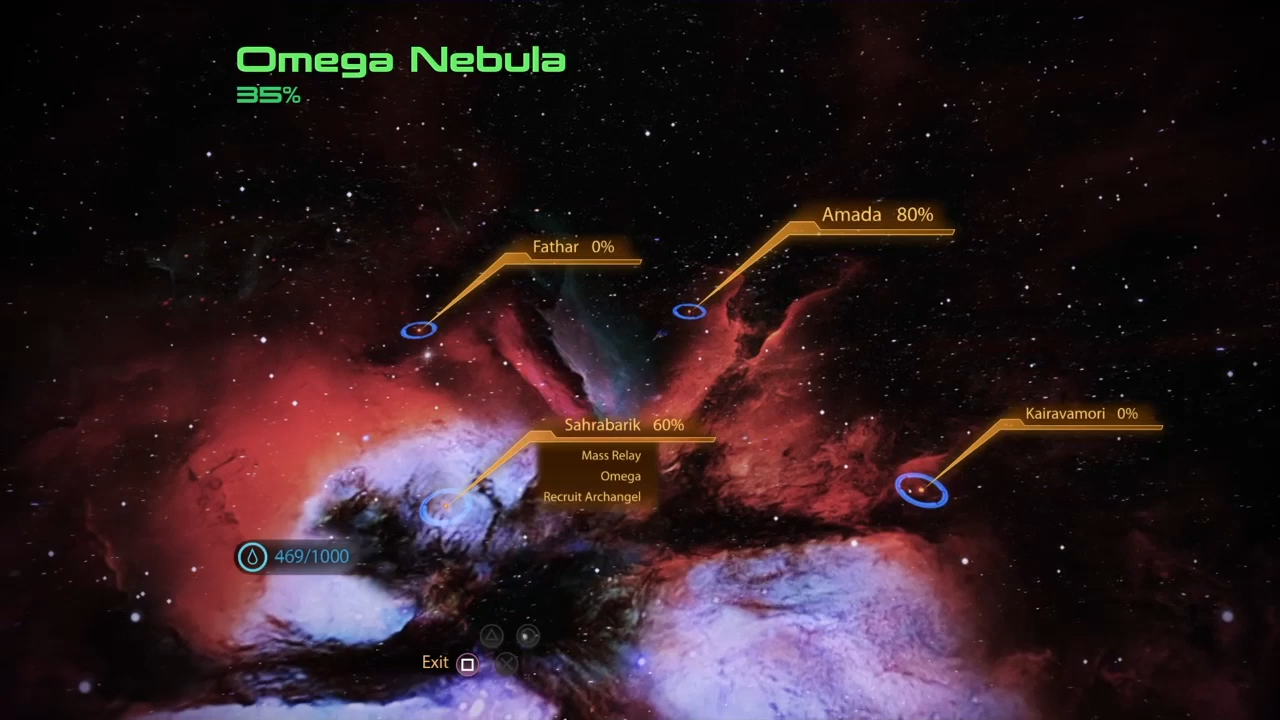 Omega Nebula
35%
Amada 80%
Fathar 0%
Kairavamori 0%
Sahrabarik 60%
Mass Relay
Omega
Recruit Archangel
469/1000
Exit